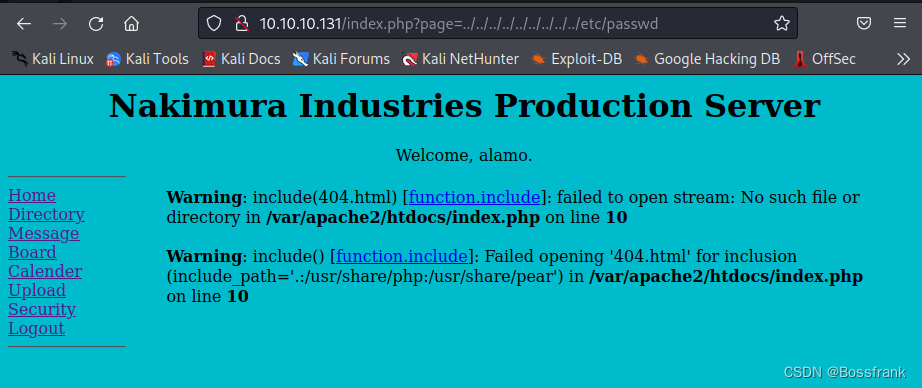 10.10.10.131/index.php?page=../../../../../../../../../etc/passwd
Kali Linux Kali Tools Kali Docs Kali Forums Kali NetHunter Exploit-DB Google Hacking DB OffSec
Nakimura Industries Production Server
Welcome, alamo.
Home
Directory
Message
Board
Calender
Upload
Security
Logout
Warning: include(404.html) [function.include]: failed to open stream: No such file or
directory in /var/apache2/htdocs/index.php on line 10
Warning: include() [function.include]: Failed opening '404.html' for inclusion
(include_path='.:/usr/share/php:/usr/share/pear') in /var/apache2/htdocs/index.php
on line 10
CSDN @Bossfrank